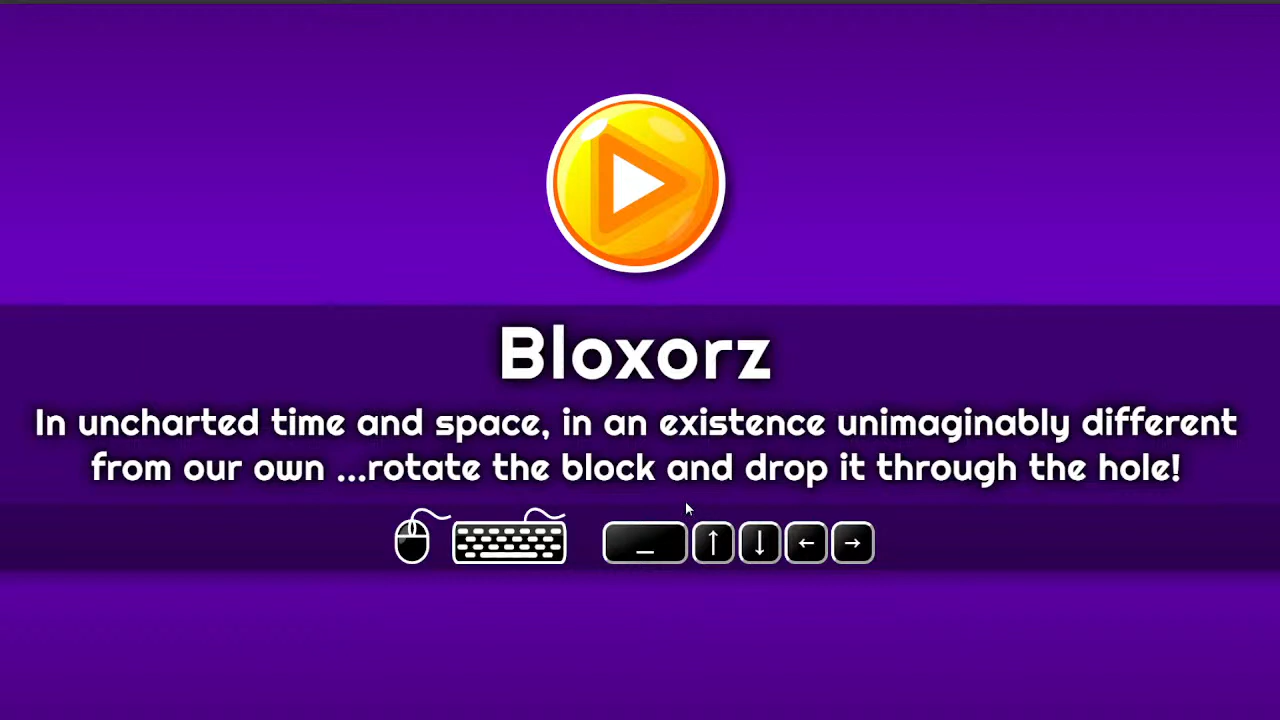 Bloxorz
In uncharted time and space, in an existence unimaginably different
from our own ...rotate the block and drop it through the hole!
_ ↑ ↓ ← →